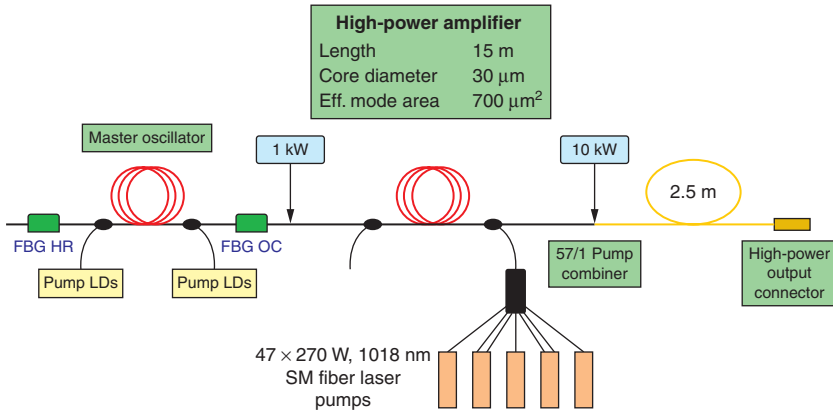 High-power amplifier
Length 15 m
Core diameter 30 μm
Eff. mode area 700 μm²
Master oscillator
1 kW
10 kW
2.5 m
FBG HR
FBG OC
Pump LDs
Pump LDs
57/1 Pump
combiner
High-power
output
connector
47 × 270 W, 1018 nm
SM fiber laser
pumps